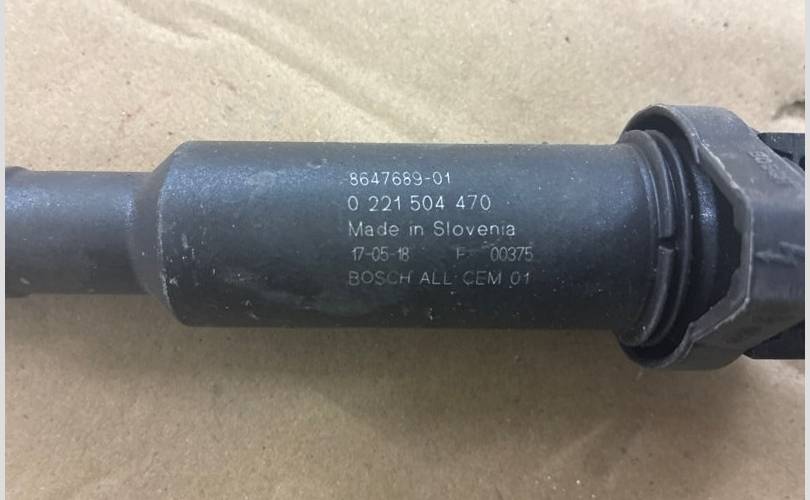 8647689-01
0 221 504 470
Made in Slovenia
17-05-18 F 00375
BOSCH ALL CEM 01